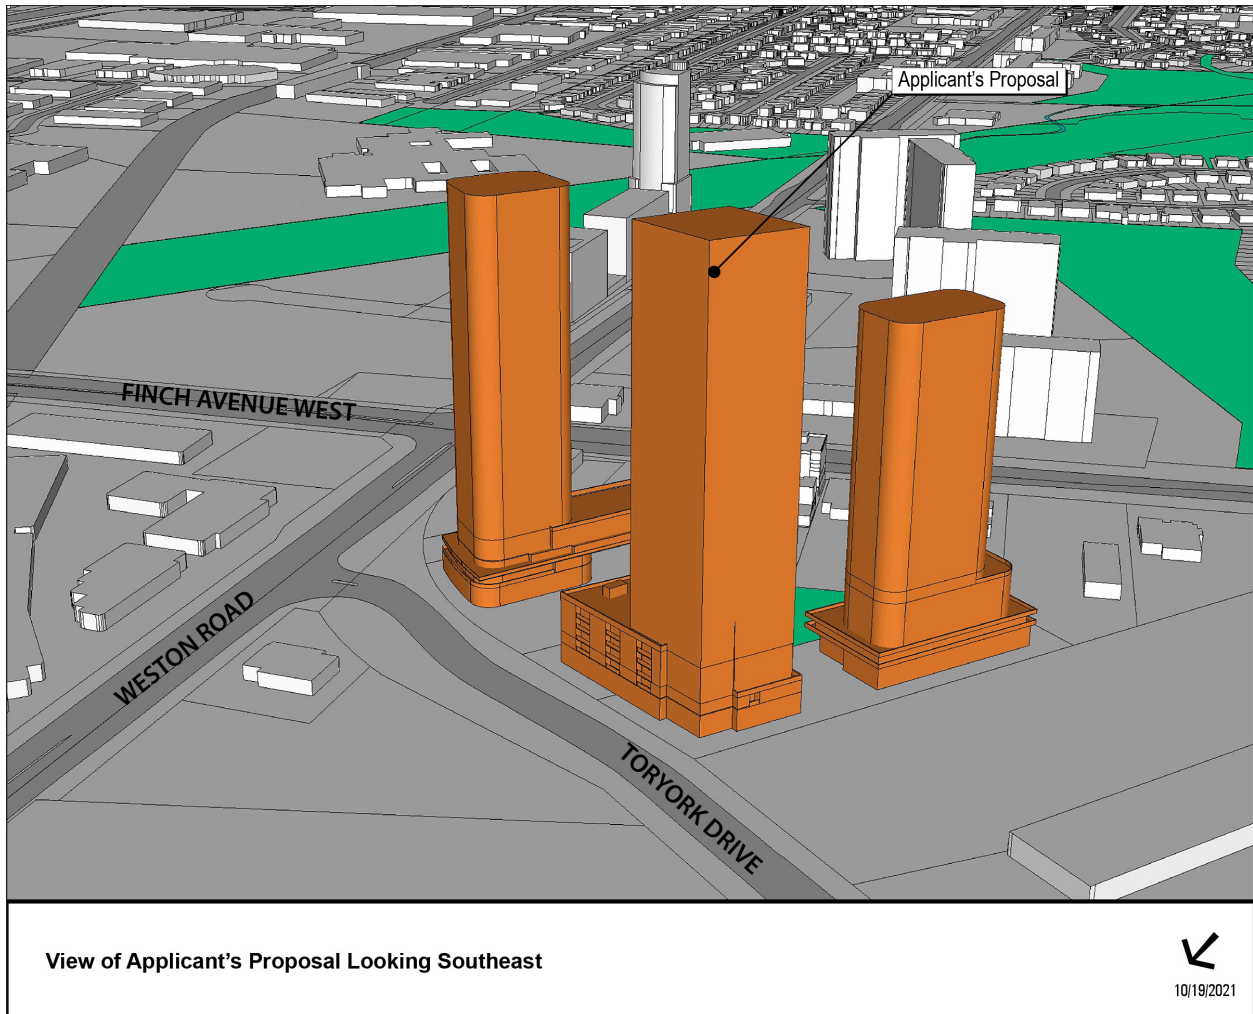 Applicant's Proposal
FINCH AVENUE WEST
WESTON ROAD
TORYORK DRIVE
View of Applicant's Proposal Looking Southeast
10/19/2021